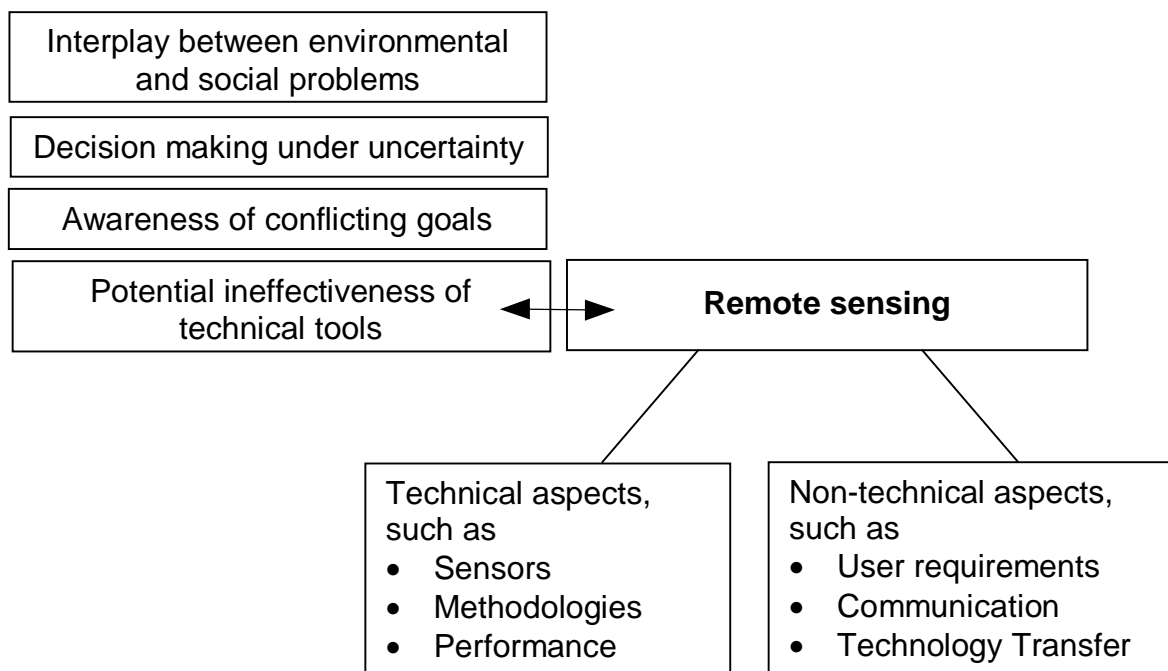 Interplay between environmental
and social problems
Decision making under uncertainty
Awareness of conflicting goals
Potential ineffectiveness of
technical tools
Remote sensing
Technical aspects,
such as
• Sensors
• Methodologies
• Performance
Non-technical aspects,
such as
• User requirements
• Communication
• Technology Transfer